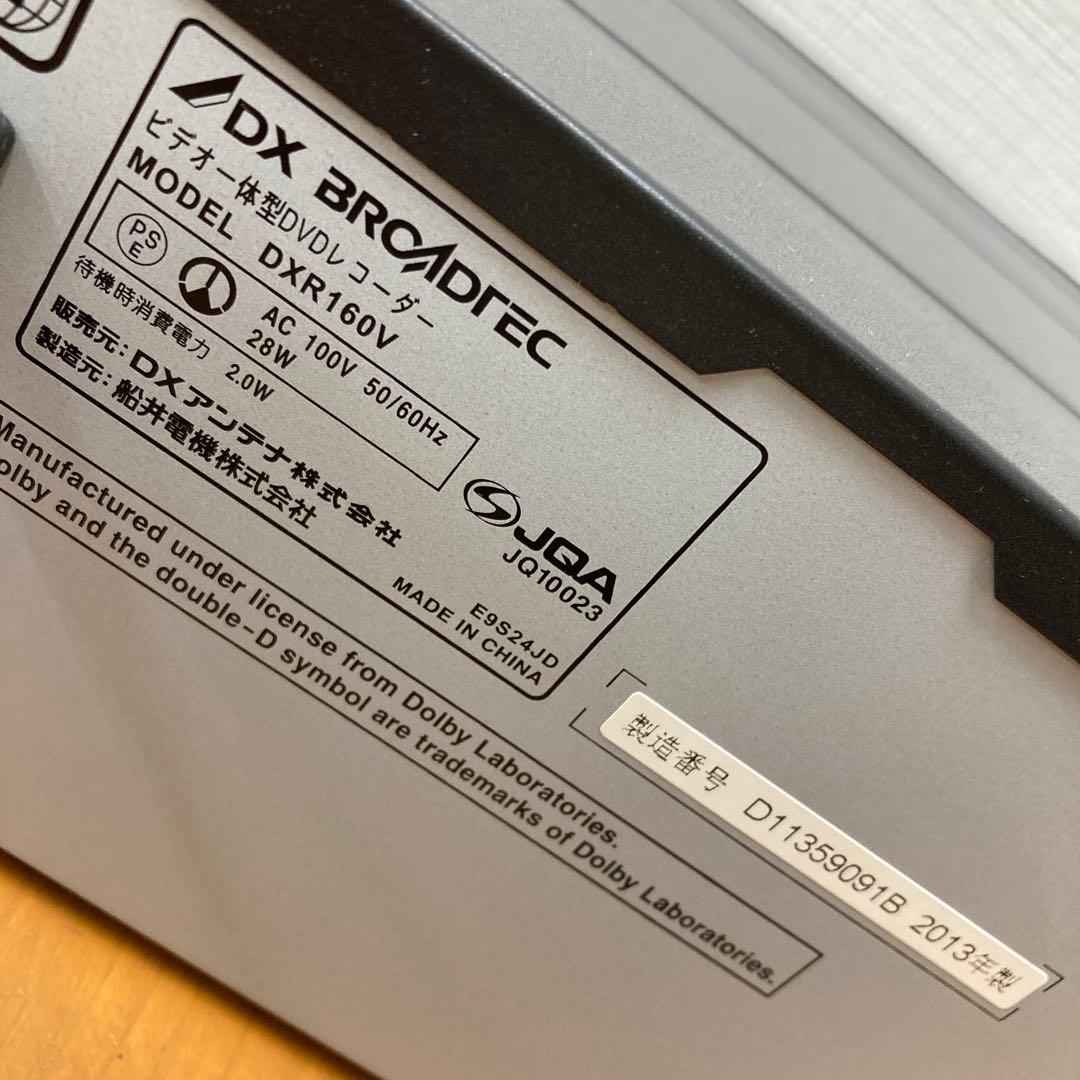 DX BROADTEC
ビデオ一体型DVDレコーダー
MODEL DXR160V
PS
E
AC 100V 50/60Hz
28W
待機時消費電力 2.0W
販売元:DXアンテナ株式会社
製造元:船井電機株式会社
JQA
JQ10023
E9S24JD
MADE IN CHINA
Manufactured under license from Dolby Laboratories.
Dolby and the double-D symbol are trademarks of Dolby Laboratories.
製造番号 D11359091B 2013年製